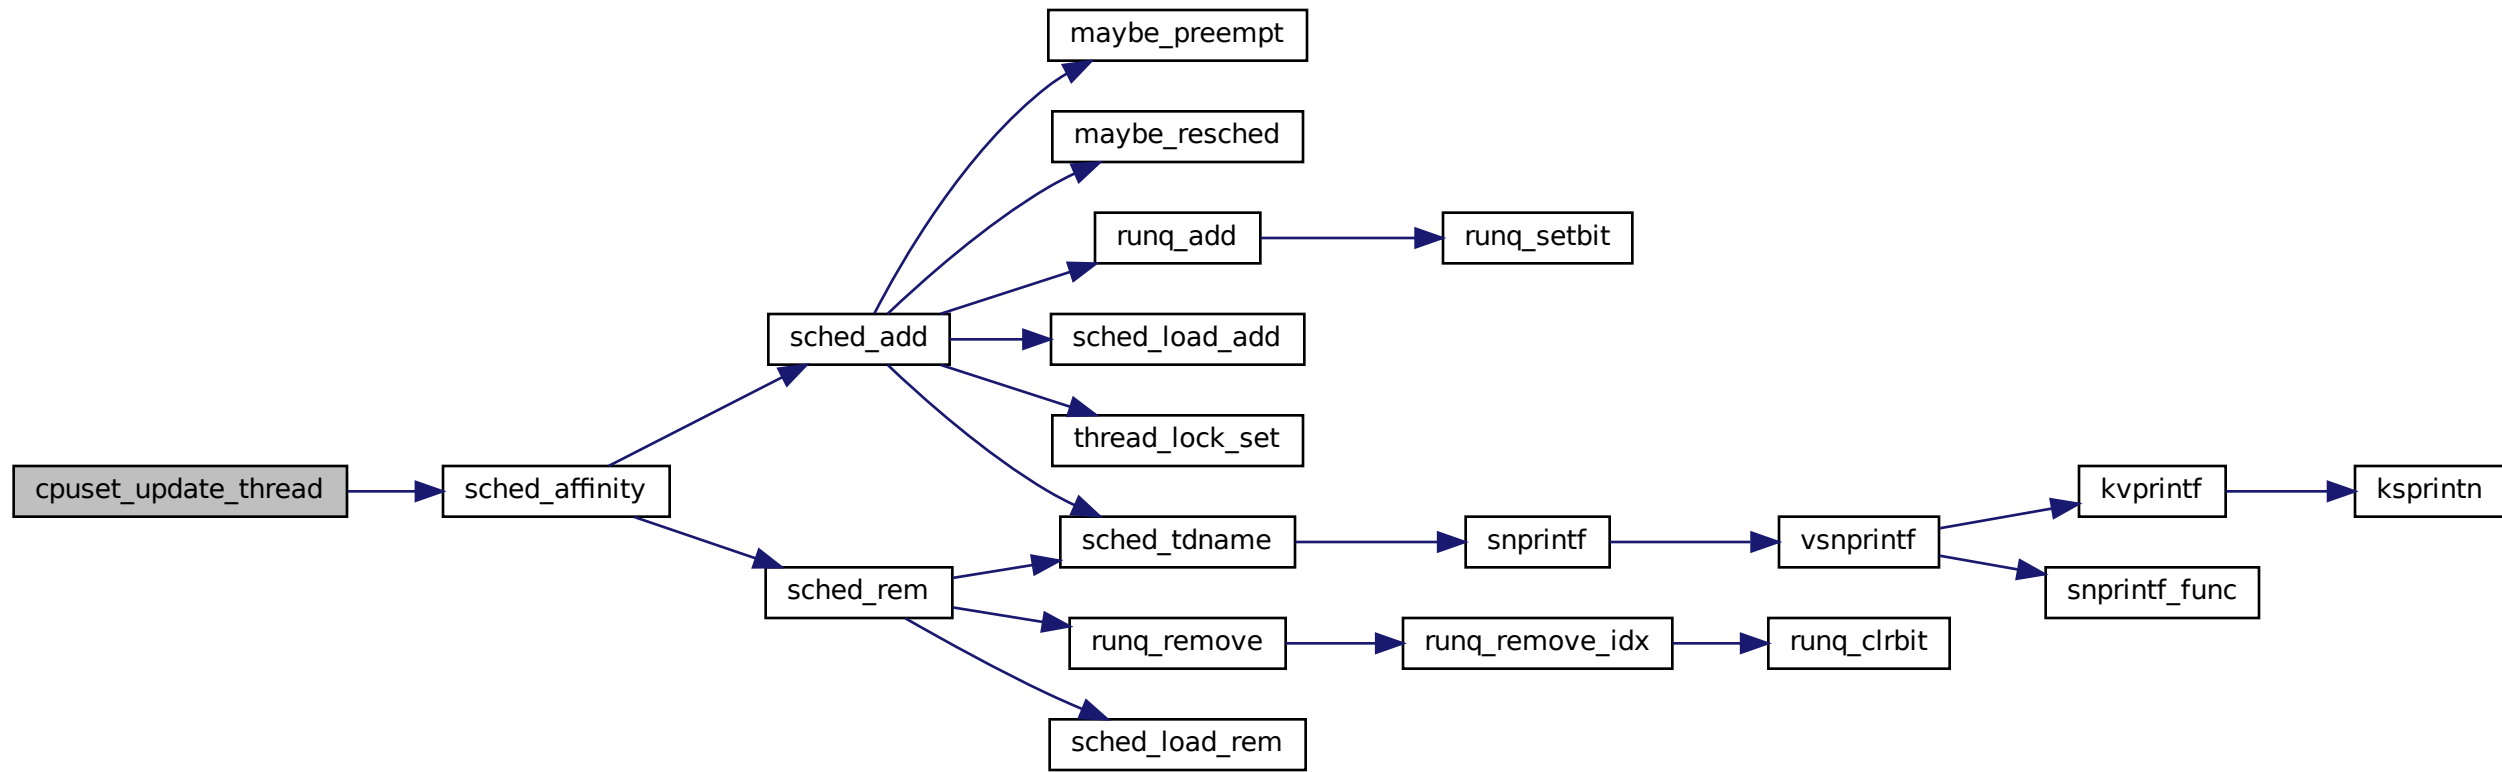 maybe_preempt
maybe_resched
runq_add
runq_setbit
sched_add
sched_load_add
thread_lock_set
cpuset_update_thread
sched_affinity
kvprintf
ksprintn
sched_tdname
snprintf
vsnprintf
sched_rem
snprintf_func
runq_remove
runq_remove_idx
runq_clrbit
sched_load_rem